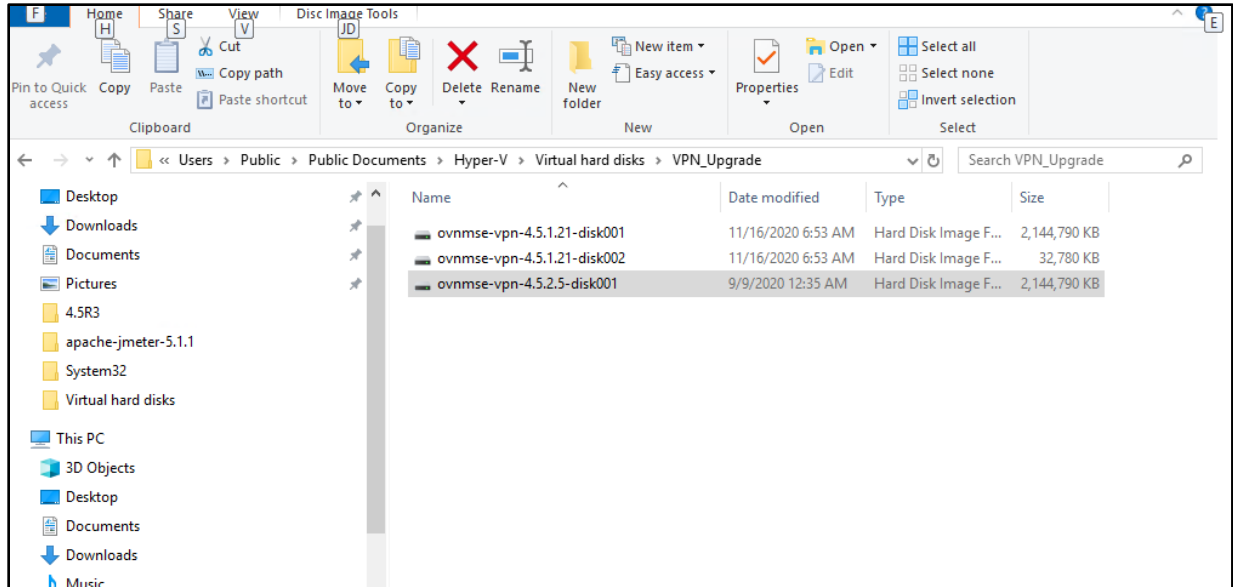 F Home Share View Disc Image Tools
H S V JD E
Cut New item Open Select all
W... Copy path Easy access Edit Select none
Pin to Quick access Copy Paste Paste shortcut Move to Copy to Delete Rename New folder Properties Invert selection
Clipboard Organize New Open Select
« Users > Public > Public Documents > Hyper-V > Virtual hard disks > VPN_Upgrade Search VPN_Upgrade
Name Date modified Type Size
ovnmse-vpn-4.5.1.21-disk001 11/16/2020 6:53 AM Hard Disk Image F... 2,144,790 KB
ovnmse-vpn-4.5.1.21-disk002 11/16/2020 6:53 AM Hard Disk Image F... 32,780 KB
ovnmse-vpn-4.5.2.5-disk001 9/9/2020 12:35 AM Hard Disk Image F... 2,144,790 KB
Desktop
Downloads
Documents
Pictures
4.5R3
apache-jmeter-5.1.1
System32
Virtual hard disks
This PC
3D Objects
Desktop
Documents
Downloads
Music